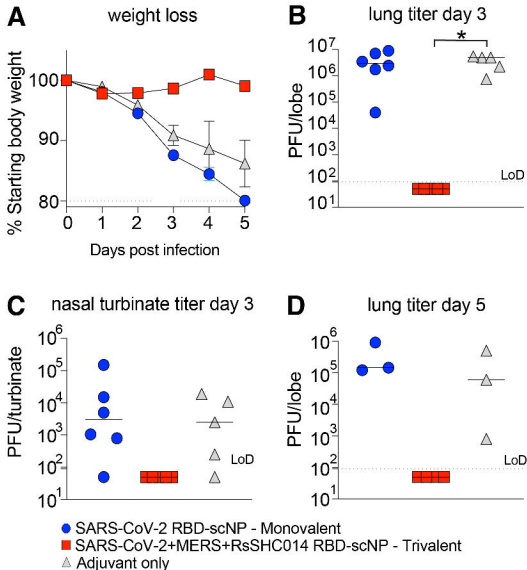 A
weight loss
% Starting body weight
100
90
80
0 1 2 3 4 5
Days post infection
B
lung titer day 3
*
PFU/lobe
10^7
10^6
10^5
10^4
10^3
10^2
10^1
LoD
C
nasal turbinate titer day 3
PFU/turbinate
10^6
10^5
10^4
10^3
10^2
10^1
LoD
D
lung titer day 5
PFU/lobe
10^6
10^5
10^4
10^3
10^2
10^1
LoD
SARS-CoV-2 RBD-scNP - Monovalent
SARS-CoV-2+MERS+RsSHC014 RBD-scNP - Trivalent
Adjuvant only